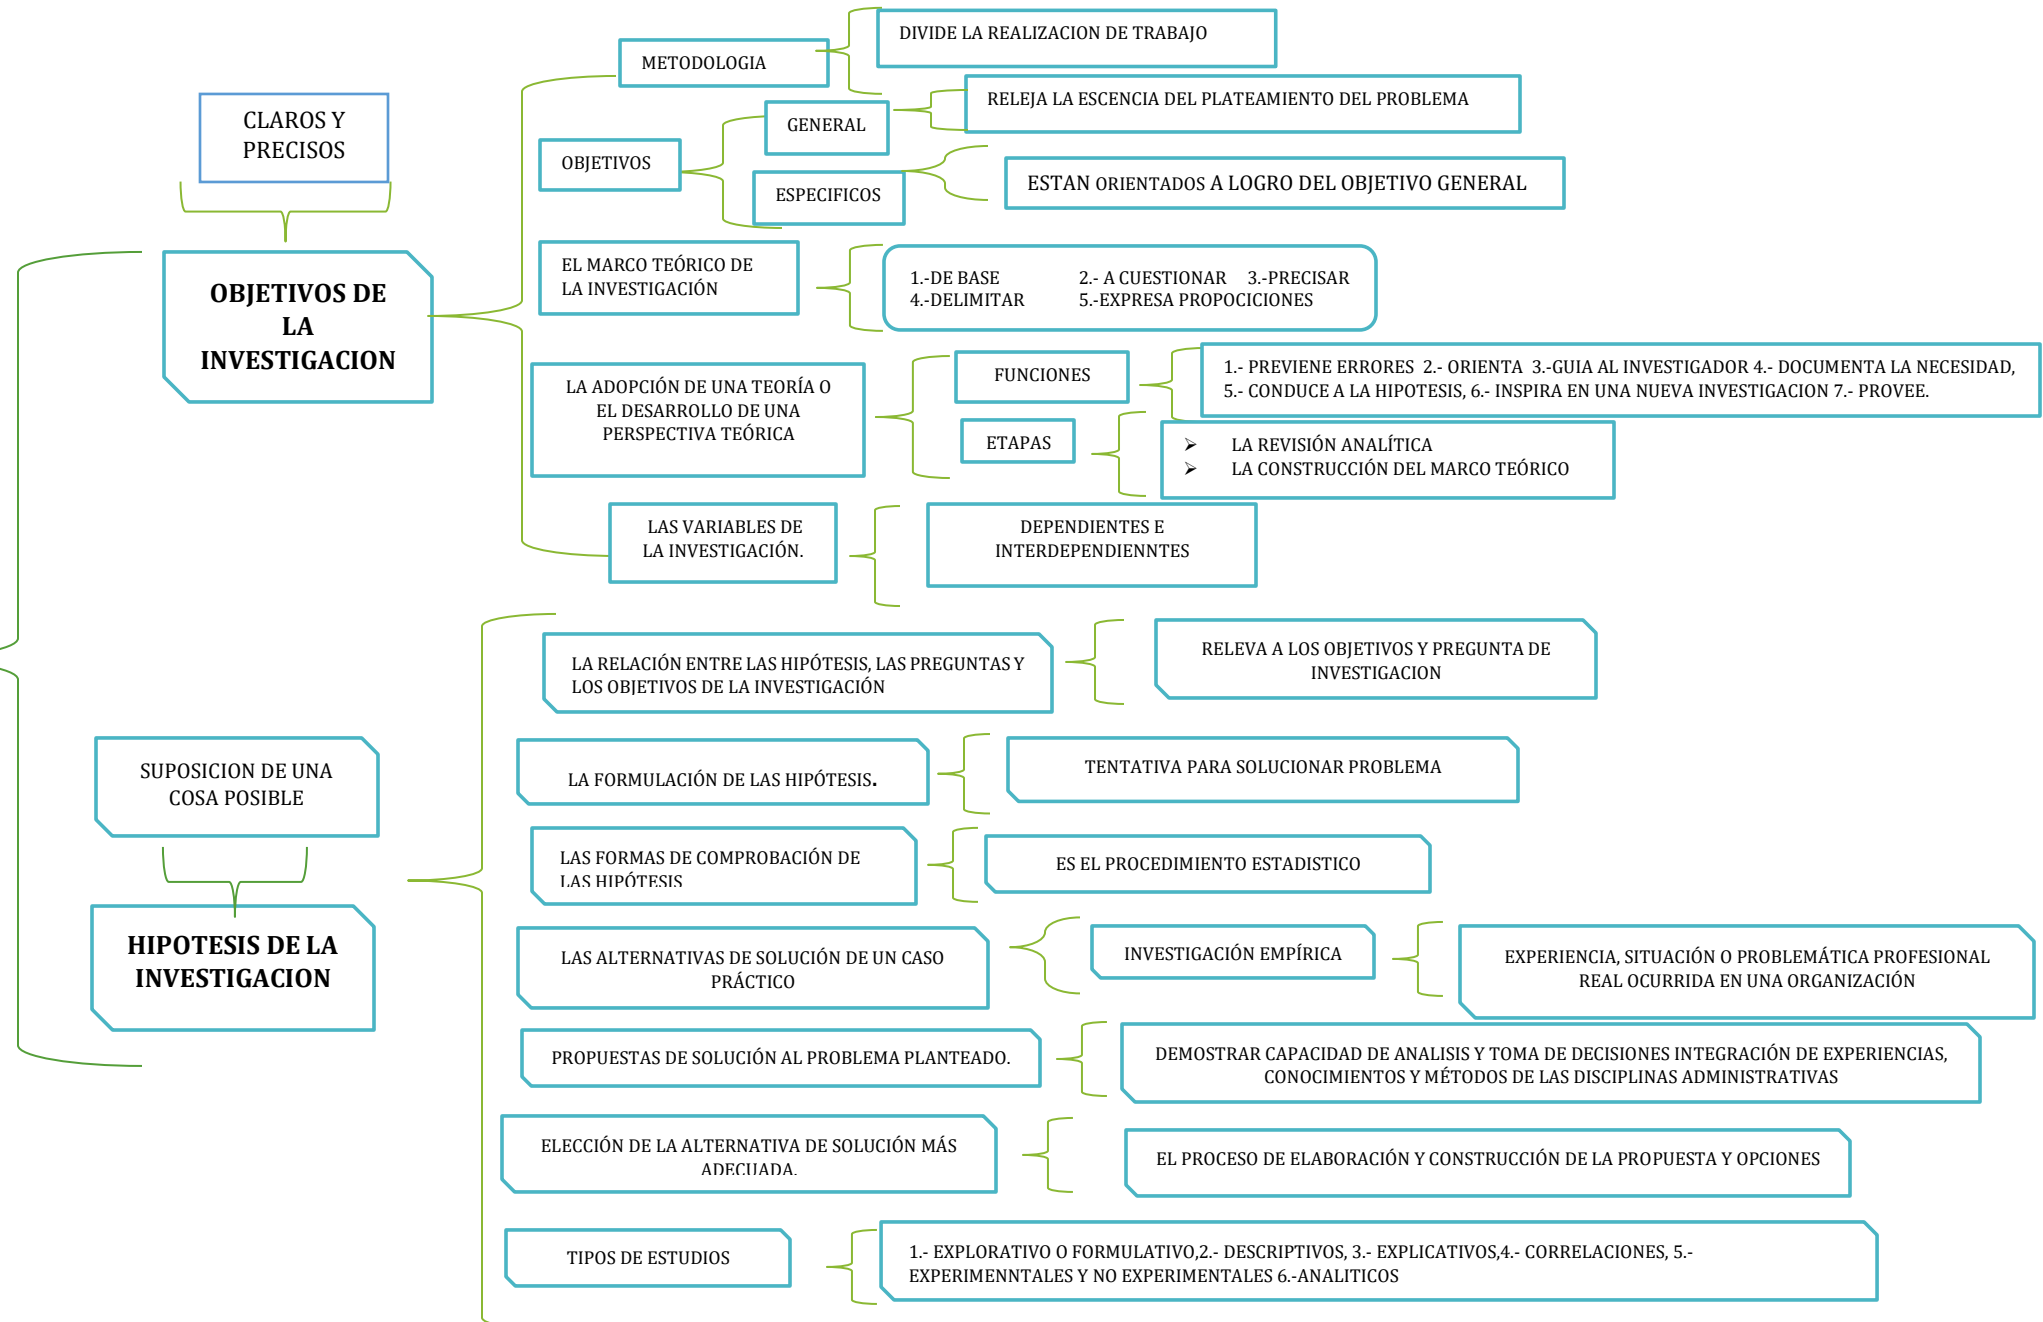 CLAROS Y
PRECISOS
OBJETIVOS DE
LA
INVESTIGACION
METODOLOGIA
DIVIDE LA REALIZACION DE TRABAJO
OBJETIVOS
GENERAL
RELEJA LA ESCENCIA DEL PLATEAMIENTO DEL PROBLEMA
ESPECIFICOS
ESTAN ORIENTADOS A LOGRO DEL OBJETIVO GENERAL
EL MARCO TEÓRICO DE
LA INVESTIGACIÓN
1.-DE BASE 2.- A CUESTIONAR 3.-PRECISAR
4.-DELIMITAR 5.-EXPRESA PROPOCICIONES
LA ADOPCIÓN DE UNA TEORÍA O
EL DESARROLLO DE UNA
PERSPECTIVA TEÓRICA
FUNCIONES
1.- PREVIENE ERRORES 2.- ORIENTA 3.-GUIA AL INVESTIGADOR 4.- DOCUMENTA LA NECESIDAD,
5.- CONDUCE A LA HIPOTESIS, 6.- INSPIRA EN UNA NUEVA INVESTIGACION 7.- PROVEE.
ETAPAS
➢ LA REVISIÓN ANALÍTICA
➢ LA CONSTRUCCIÓN DEL MARCO TEÓRICO
LAS VARIABLES DE
LA INVESTIGACIÓN.
DEPENDIENTES E
INTERDEPENDIENNTES
SUPOSICION DE UNA
COSA POSIBLE
HIPOTESIS DE LA
INVESTIGACION
LA RELACIÓN ENTRE LAS HIPÓTESIS, LAS PREGUNTAS Y
LOS OBJETIVOS DE LA INVESTIGACIÓN
RELEVA A LOS OBJETIVOS Y PREGUNTA DE
INVESTIGACION
LA FORMULACIÓN DE LAS HIPÓTESIS.
TENTATIVA PARA SOLUCIONAR PROBLEMA
LAS FORMAS DE COMPROBACIÓN DE
LAS HIPÓTESIS
ES EL PROCEDIMIENTO ESTADISTICO
LAS ALTERNATIVAS DE SOLUCIÓN DE UN CASO
PRÁCTICO
INVESTIGACIÓN EMPÍRICA
EXPERIENCIA, SITUACIÓN O PROBLEMÁTICA PROFESIONAL
REAL OCURRIDA EN UNA ORGANIZACIÓN
PROPUESTAS DE SOLUCIÓN AL PROBLEMA PLANTEADO.
DEMOSTRAR CAPACIDAD DE ANALISIS Y TOMA DE DECISIONES INTEGRACIÓN DE EXPERIENCIAS,
CONOCIMIENTOS Y MÉTODOS DE LAS DISCIPLINAS ADMINISTRATIVAS
ELECCIÓN DE LA ALTERNATIVA DE SOLUCIÓN MÁS
ADECUADA.
EL PROCESO DE ELABORACIÓN Y CONSTRUCCIÓN DE LA PROPUESTA Y OPCIONES
TIPOS DE ESTUDIOS
1.- EXPLORATIVO O FORMULATIVO,2.- DESCRIPTIVOS, 3.- EXPLICATIVOS,4.- CORRELACIONES, 5.-
EXPERIMENNTALES Y NO EXPERIMENTALES 6.-ANALITICOS